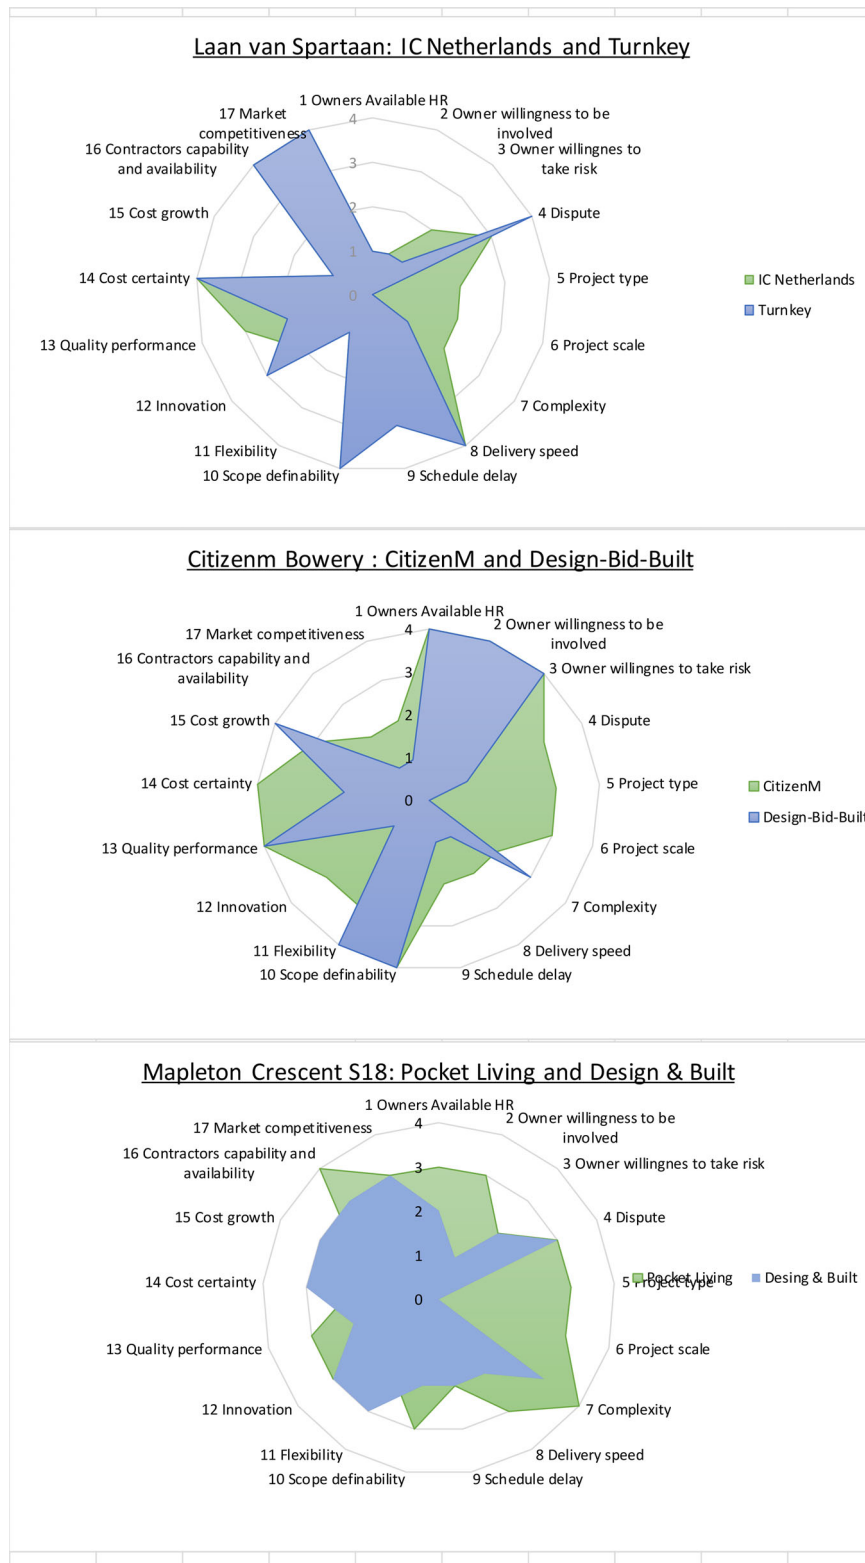 Laan van Spartaan: IC Netherlands and Turnkey
1 Owners Available HR
2 Owner willingness to be
involved
3 Owner willingnes to
take risk
4 Dispute
5 Project type
6 Project scale
7 Complexity
8 Delivery speed
9 Schedule delay
10 Scope definability
11 Flexibility
12 Innovation
13 Quality performance
14 Cost certainty
15 Cost growth
16 Contractors capability
and availability
17 Market
competitiveness
4
3
2
1
0
IC Netherlands
Turnkey
Citizenm Bowery : CitizenM and Design-Bid-Built
1 Owners Available HR
2 Owner willingness to be
involved
3 Owner willingnes to take risk
4 Dispute
5 Project type
6 Project scale
7 Complexity
8 Delivery speed
9 Schedule delay
10 Scope definability
11 Flexibility
12 Innovation
13 Quality performance
14 Cost certainty
15 Cost growth
16 Contractors capability and
availability
17 Market competitiveness
4
3
2
1
0
CitizenM
Design-Bid-Built
Mapleton Crescent S18: Pocket Living and Design & Built
1 Owners Available HR
2 Owner willingness to be
involved
3 Owner willingnes to take risk
4 Dispute
5 Project type
6 Project scale
7 Complexity
8 Delivery speed
9 Schedule delay
10 Scope definability
11 Flexibility
12 Innovation
13 Quality performance
14 Cost certainty
15 Cost growth
16 Contractors capability and
availability
17 Market competitiveness
4
3
2
1
0
Pocket Living
Desing & Built